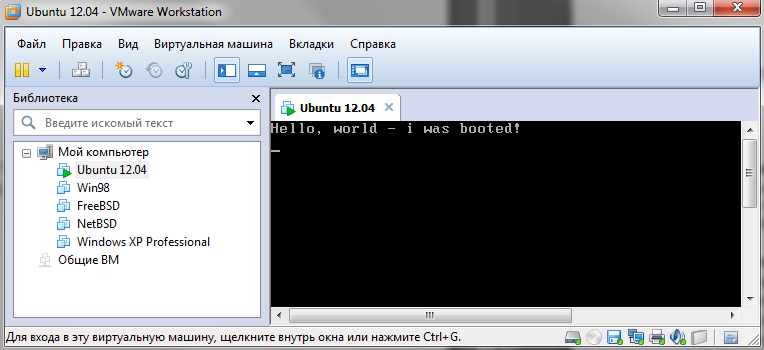 Ubuntu 12.04 - VMware Workstation
Файл Правка Вид Виртуальная машина Вкладки Справка
Библиотека
Введите искомый текст
Мой компьютер
Ubuntu 12.04
Win98
FreeBSD
NetBSD
Windows XP Professional
Общие ВМ
Ubuntu 12.04
Hello, world - i was booted!
Для входа в эту виртуальную машину, щелкните внутрь окна или нажмите Ctrl+G.